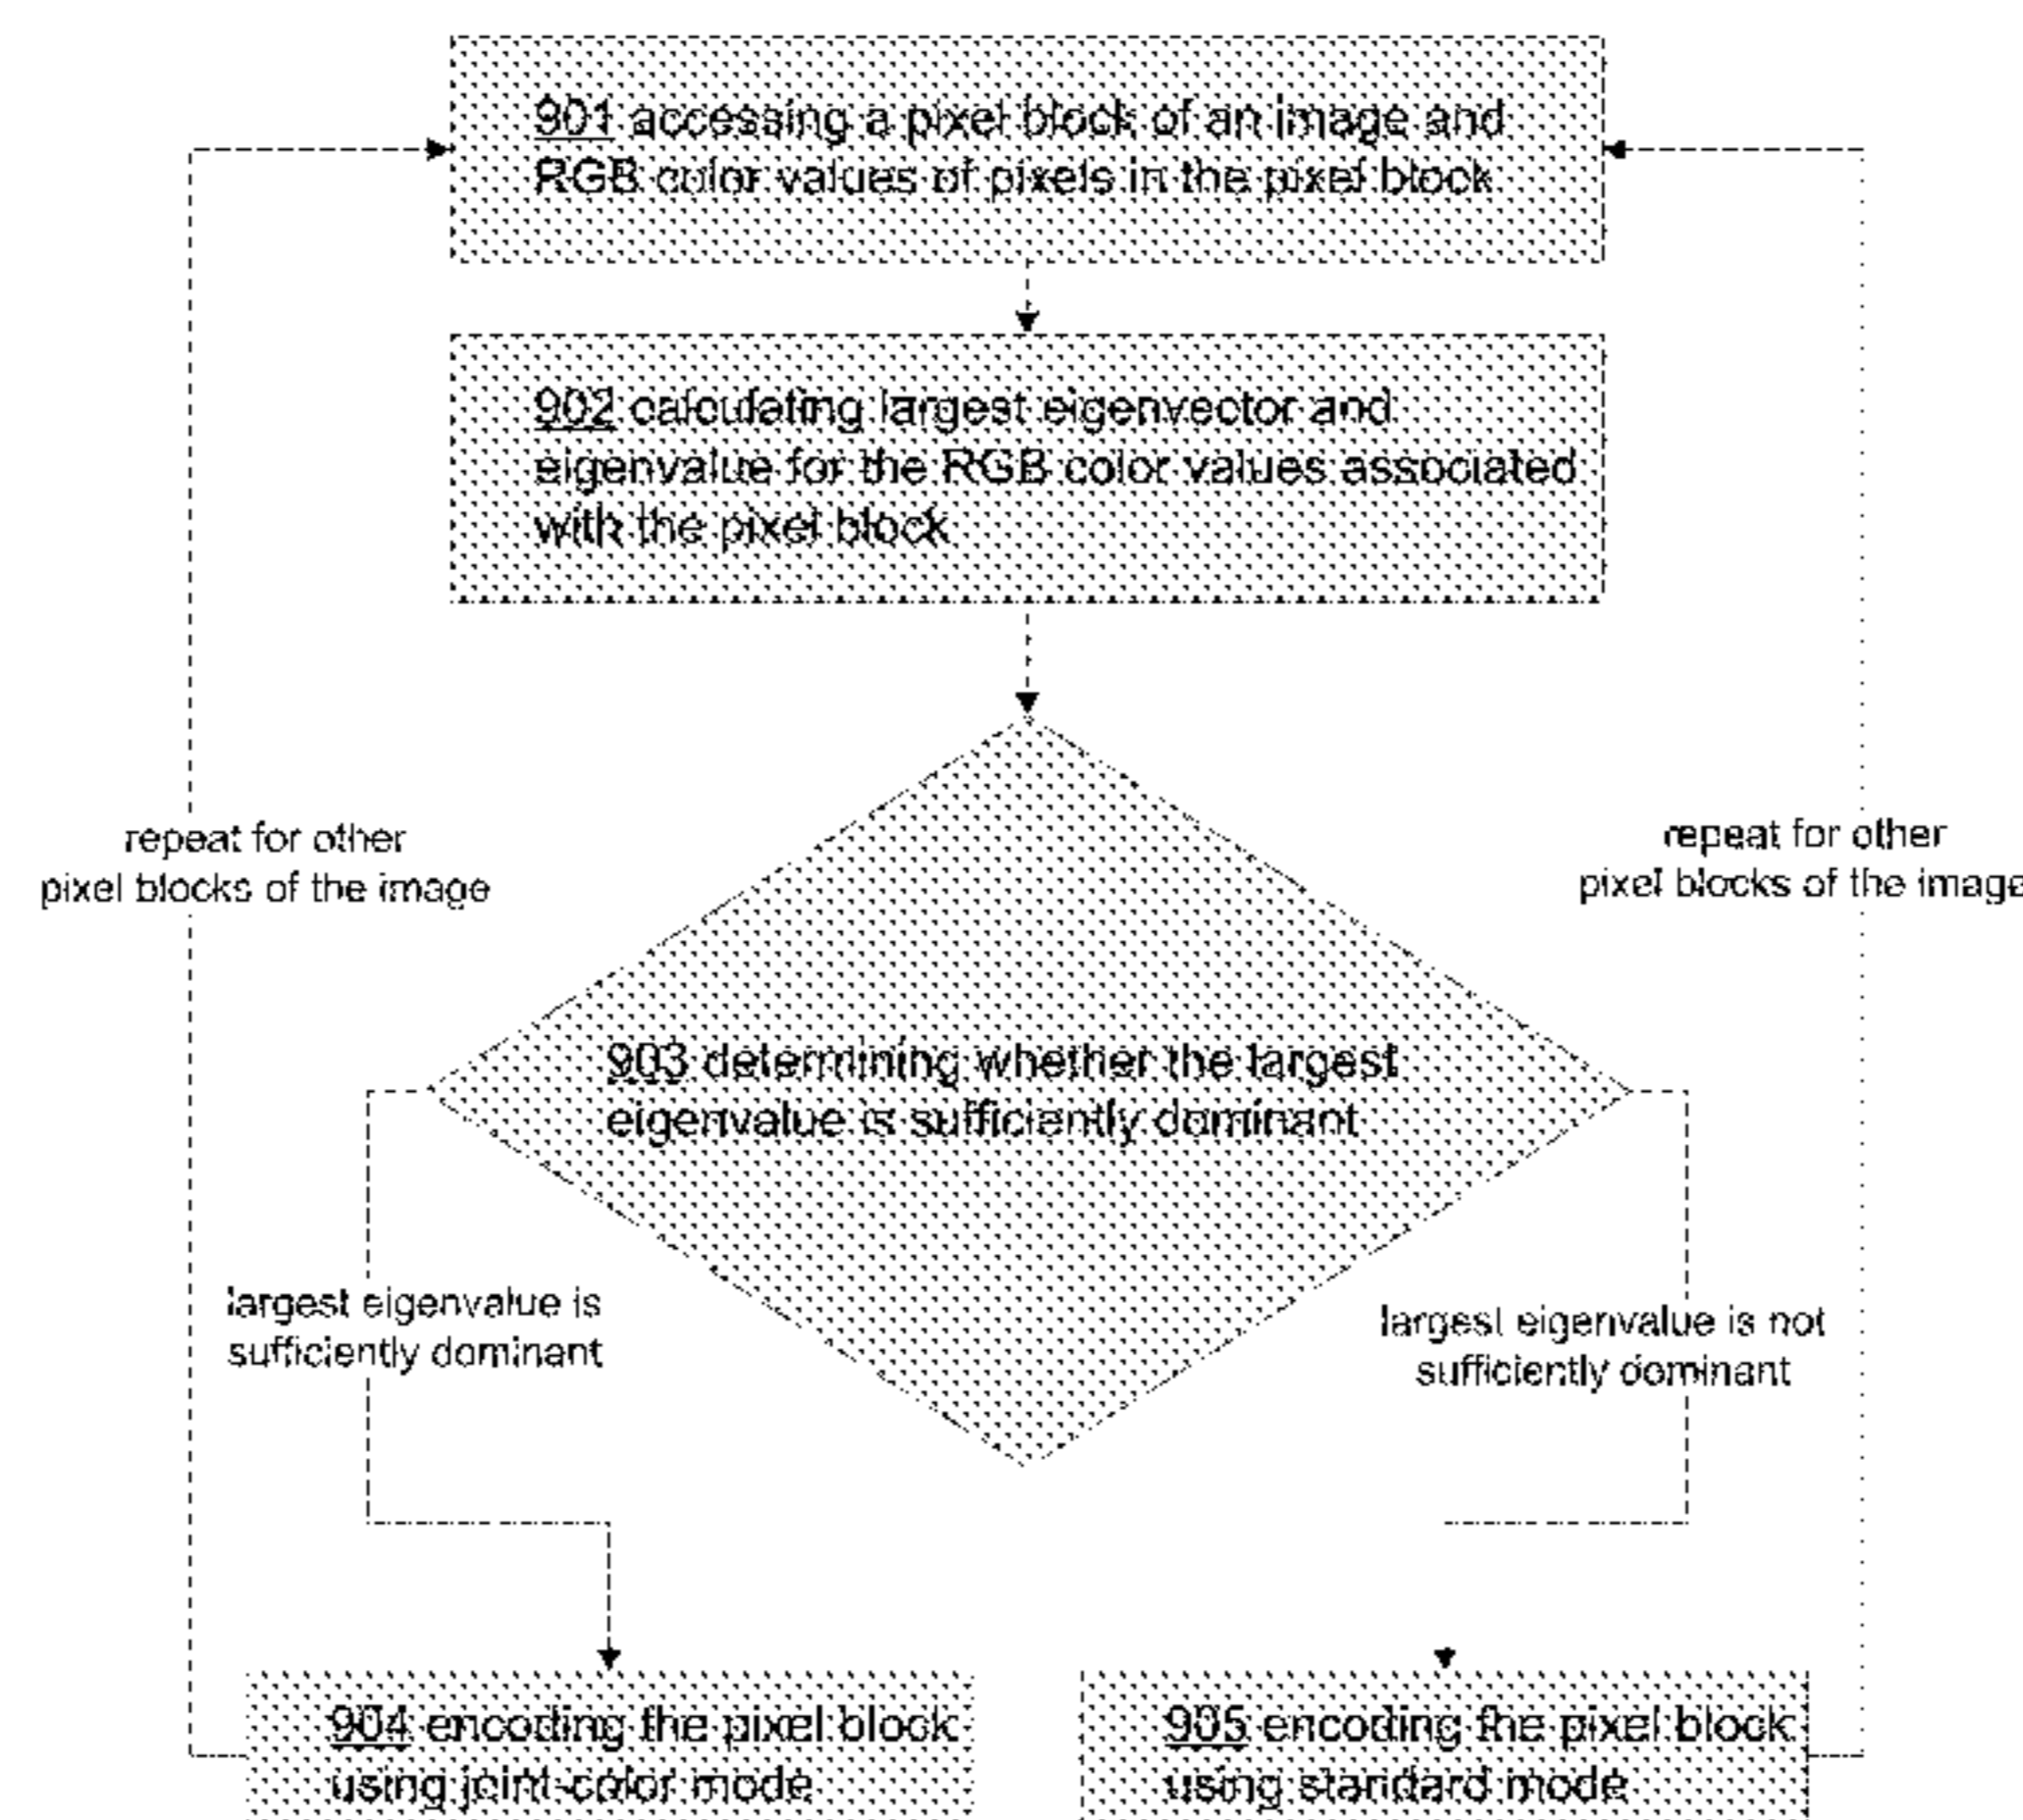 901 accessing a pixel block of an image and
RGB color values of pixels in the pixel block
902 calculating largest eigenvector and
eigenvalue for the RGB color values associated
with the pixel block
repeat for other
pixel blocks of the image
repeat for other
pixel blocks of the image
903 determining whether the largest
eigenvalue is sufficiently dominant
largest eigenvalue is
sufficiently dominant
largest eigenvalue is not
sufficiently dominant
904 encoding the pixel block
using joint-color mode
905 encoding the pixel block
using standard mode